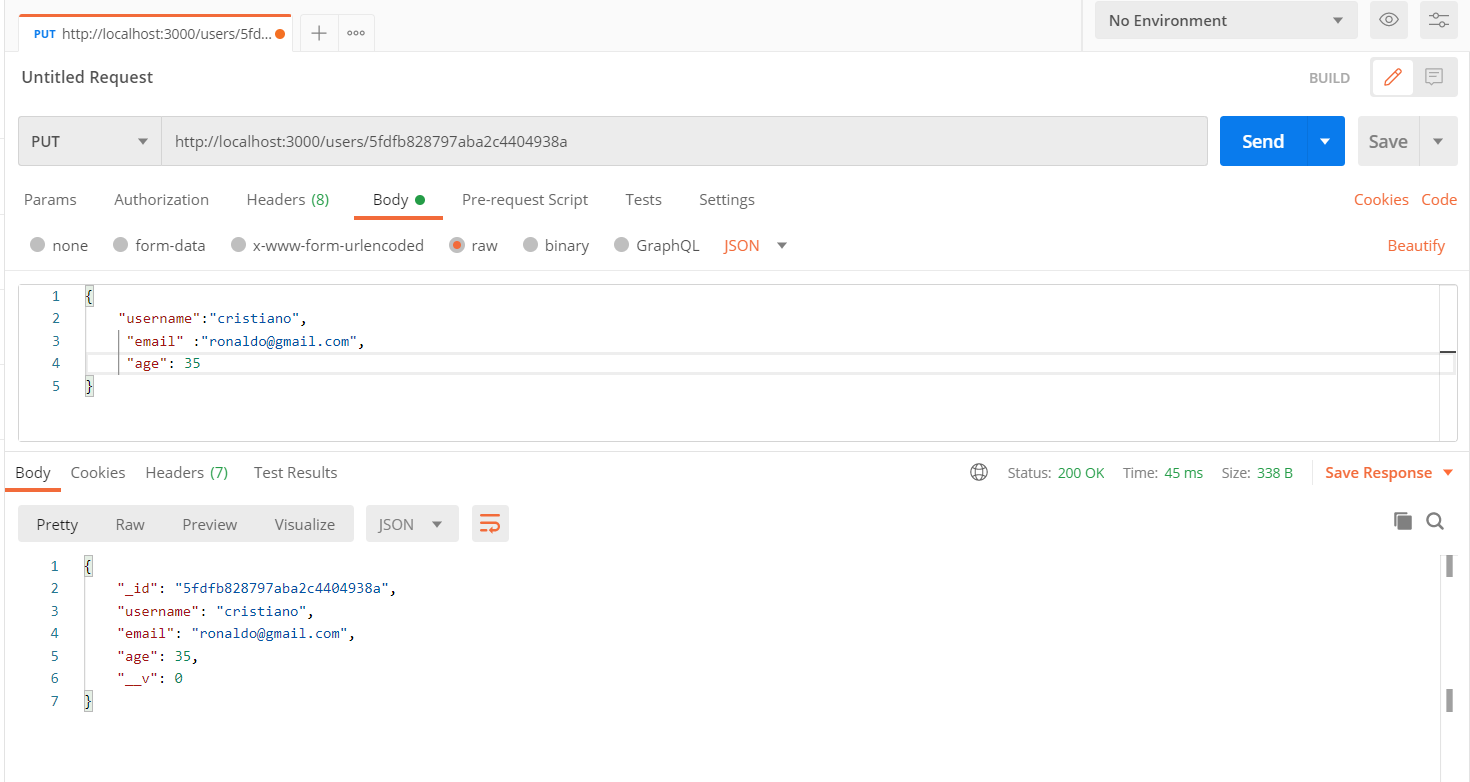 PUT http://localhost:3000/users/5fd... No Environment
Untitled Request BUILD
PUT http://localhost:3000/users/5fdfb828797aba2c4404938a Send Save
Params Authorization Headers (8) Body Pre-request Script Tests Settings Cookies Code
none form-data x-www-form-urlencoded raw binary GraphQL JSON Beautify
1 {
2 "username":"cristiano",
3 "email" :"ronaldo@gmail.com",
4 "age": 35
5 }
Body Cookies Headers (7) Test Results Status: 200 OK Time: 45 ms Size: 338 B Save Response
Pretty Raw Preview Visualize JSON
1 {
2 "_id": "5fdfb828797aba2c4404938a",
3 "username": "cristiano",
4 "email": "ronaldo@gmail.com",
5 "age": 35,
6 "__v": 0
7 }